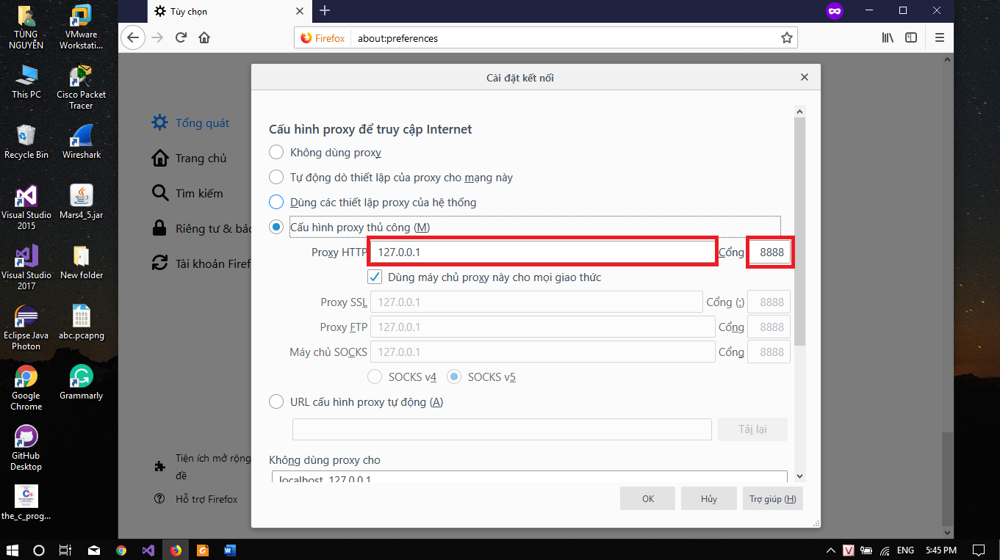 TÙNG
NGUYỄN
VMware
Workstati...
This PC
Cisco Packet
Tracer
Recycle Bin
Wireshark
Visual Studio
2015
Mars4_5.jar
Visual Studio
2017
New folder
Eclipse Java
Photon
abc.pcapng
Google
Chrome
Grammarly
GitHub
Desktop
the_c_prog...
Tùy chọn
Firefox
about:preferences
Tổng quát
Trang chủ
Tìm kiếm
Riêng tư & bảo
Tài khoản Firef
Tiện ích mở rộng
đề
Hỗ trợ Firefox
Cài đặt kết nối
Cấu hình proxy để truy cập Internet
Không dùng proxy
Tự động dò thiết lập của proxy cho mạng này
Dùng các thiết lập proxy của hệ thống
Cấu hình proxy thủ công (M)
Proxy HTTP 127.0.0.1 Cổng 8888
Dùng máy chủ proxy này cho mọi giao thức
Proxy SSL 127.0.0.1 Cổng (:) 8888
Proxy FTP 127.0.0.1 Cổng 8888
Máy chủ SOCKS 127.0.0.1 Cổng 8888
SOCKS v4 SOCKS v5
URL cấu hình proxy tự động (A)
Tải lại
Không dùng proxy cho
localhost, 127.0.0.1
OK Hủy Trợ giúp (H)
ENG 5:45 PM